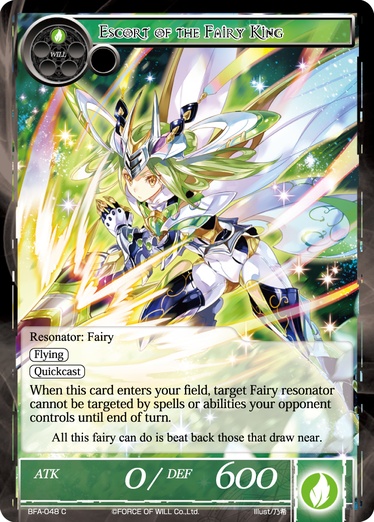 Escort of the Fairy King
WILL
Resonator: Fairy
Flying
Quickcast
When this card enters your field, target Fairy resonator
cannot be targeted by spells or abilities your opponent
controls until end of turn.
All this fairy can do is beat back those that draw near.
ATK 0 / DEF 600
BFA-048 C ©FORCE OF WILL Co.,Ltd. Illust/乃希